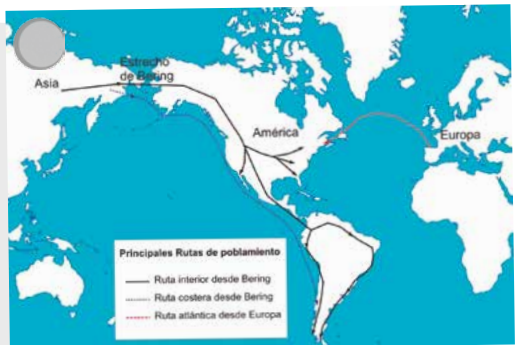 Estrecho
de Bering
Asia
América
Europa
Principales Rutas de poblamiento
Ruta interior desde Bering
Ruta costera desde Bering
Ruta atlántica desde Europa